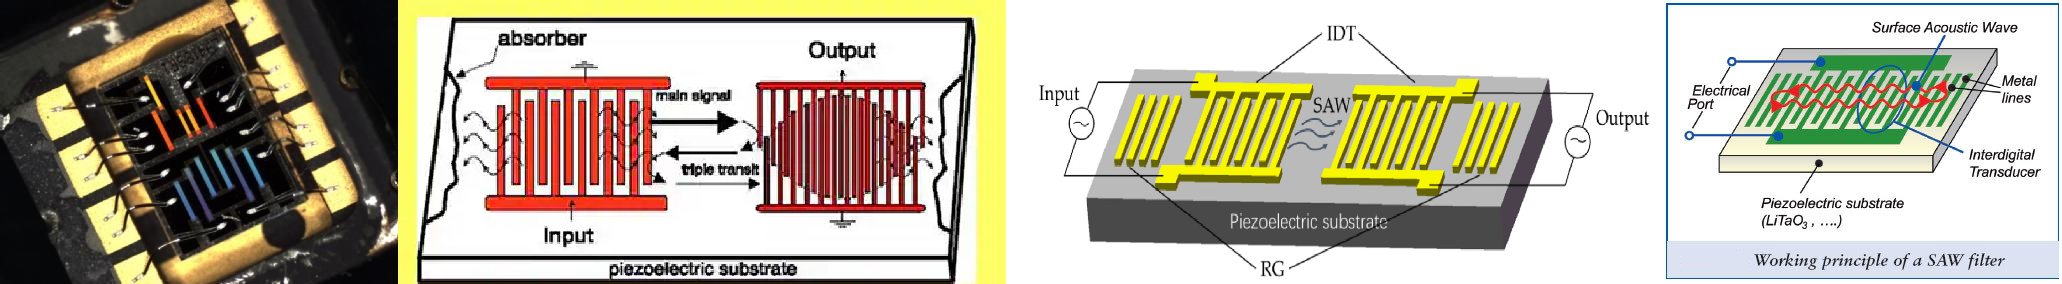 absorber
Output
main signal
triple transit
Input
piezoelectric substrate
IDT
Input
SAW
Output
Piezoelectric substrate
RG
Surface Acoustic Wave
Electrical
Port
Metal
lines
Interdigital
Transducer
Piezoelectric substrate
(LiTaO3 , ....)
Working principle of a SAW filter